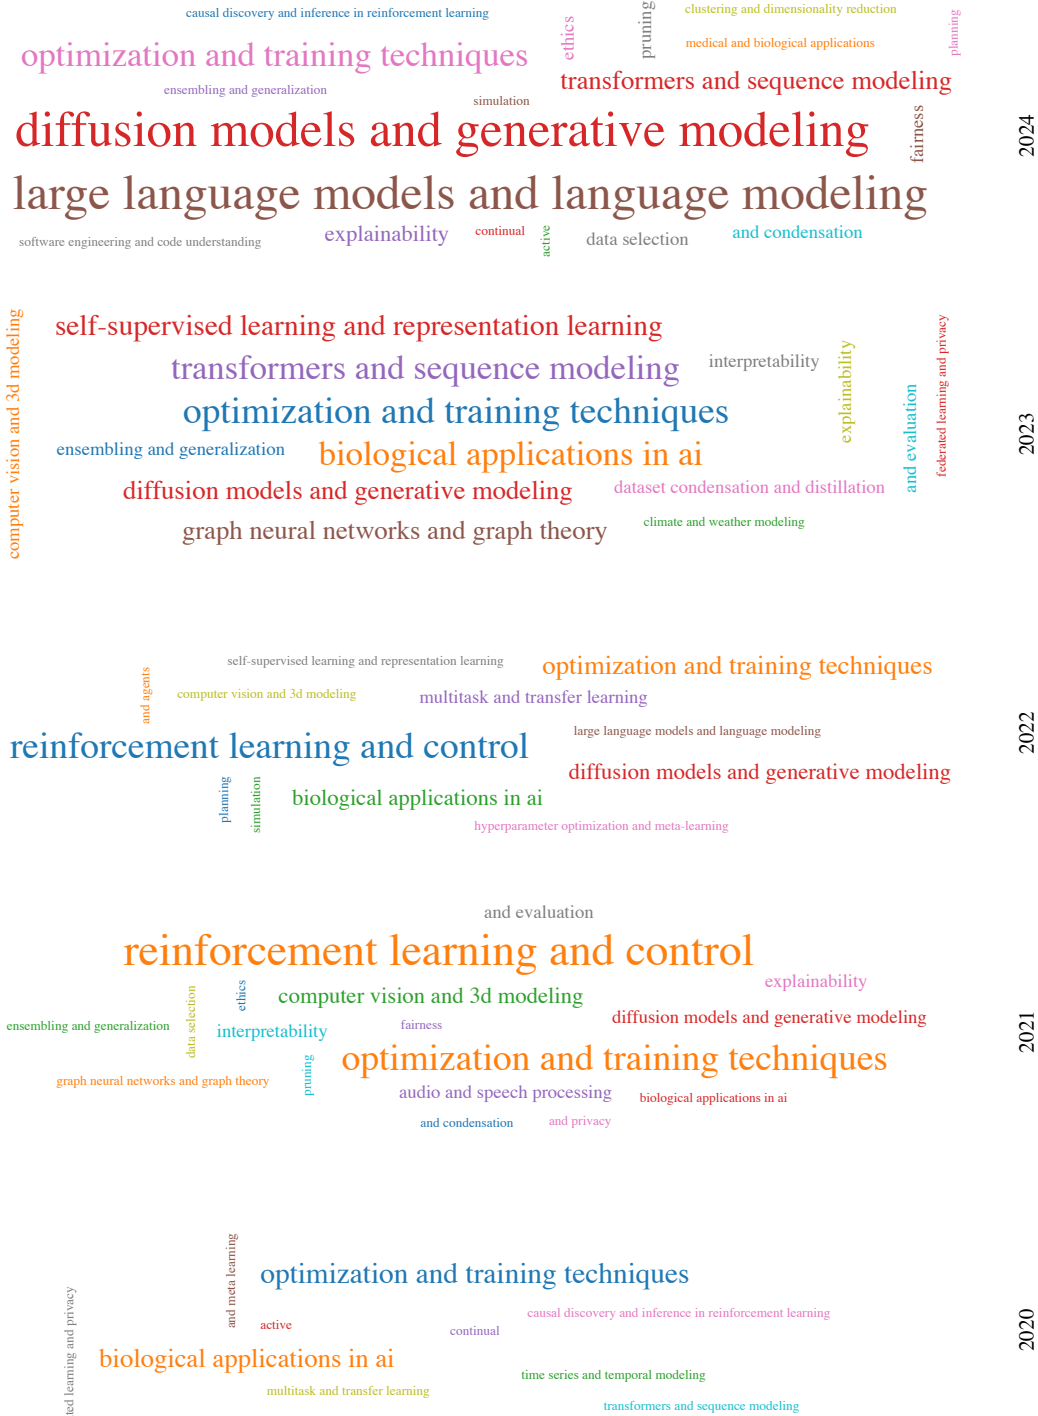 causal discovery and inference in reinforcement learning
clustering and dimensionality reduction
optimization and training techniques
ethics
pruning
medical and biological applications
planning
ensembling and generalization
simulation
transformers and sequence modeling
diffusion models and generative modeling
fairness
2024
large language models and language modeling
software engineering and code understanding
explainability
continual
active
data selection
and condensation
computer vision and 3d modeling
self-supervised learning and representation learning
transformers and sequence modeling
interpretability
explainability
federated learning and privacy
optimization and training techniques
and evaluation
2023
ensembling and generalization
biological applications in ai
diffusion models and generative modeling
dataset condensation and distillation
graph neural networks and graph theory
climate and weather modeling
self-supervised learning and representation learning
optimization and training techniques
and agents
computer vision and 3d modeling
multitask and transfer learning
large language models and language modeling
2022
reinforcement learning and control
diffusion models and generative modeling
planning
simulation
biological applications in ai
hyperparameter optimization and meta-learning
and evaluation
reinforcement learning and control
explainability
data selection
ethics
computer vision and 3d modeling
ensembling and generalization
interpretability
fairness
diffusion models and generative modeling
2021
optimization and training techniques
graph neural networks and graph theory
pruning
audio and speech processing
biological applications in ai
and condensation
and privacy
and meta learning
optimization and training techniques
ted learning and privacy
active
continual
causal discovery and inference in reinforcement learning
2020
biological applications in ai
multitask and transfer learning
time series and temporal modeling
transformers and sequence modeling